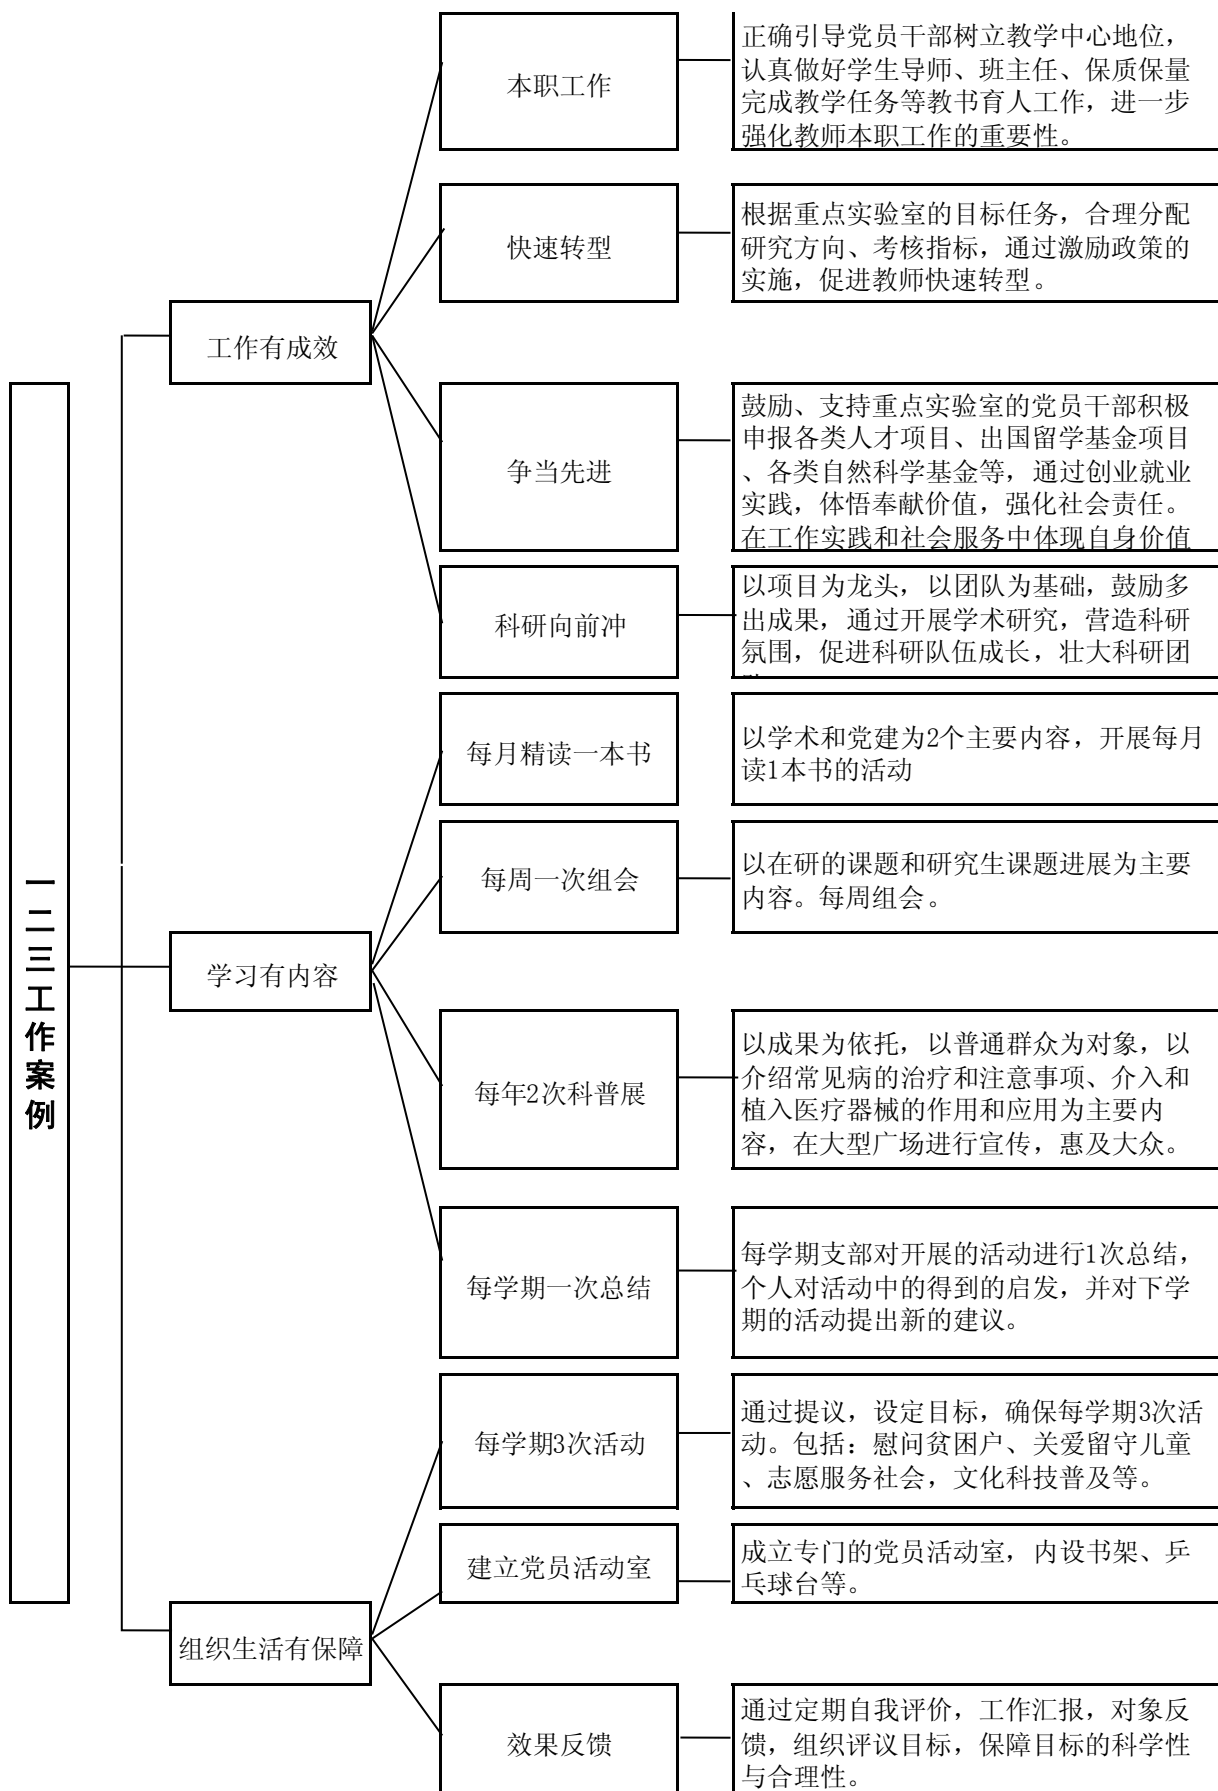 一二三工作案例
工作有成效
本职工作
正确引导党员干部树立教学中心地位，
认真做好学生导师、班主任、保质保量
完成教学任务等教书育人工作，进一步
强化教师本职工作的重要性。
快速转型
根据重点实验室的目标任务，合理分配
研究方向、考核指标，通过激励政策的
实施，促进教师快速转型。
争当先进
鼓励、支持重点实验室的党员干部积极
申报各类人才项目、出国留学基金项目
、各类自然科学基金等，通过创业就业
实践，体悟奉献价值，强化社会责任。
在工作实践和社会服务中体现自身价值
科研向前冲
以项目为龙头，以团队为基础，鼓励多
出成果，通过开展学术研究，营造科研
氛围，促进科研队伍成长，壮大科研团
学习有内容
每月精读一本书
以学术和党建为2个主要内容，开展每月
读1本书的活动
每周一次组会
以在研的课题和研究生课题进展为主要
内容。每周组会。
每年2次科普展
以成果为依托，以普通群众为对象，以
介绍常见病的治疗和注意事项、介入和
植入医疗器械的作用和应用为主要内
容，在大型广场进行宣传，惠及大众。
每学期一次总结
每学期支部对开展的活动进行1次总结，
个人对活动中的得到的启发，并对下学
期的活动提出新的建议。
组织生活有保障
每学期3次活动
通过提议，设定目标，确保每学期3次活
动。包括：慰问贫困户、关爱留守儿童
、志愿服务社会，文化科技普及等。
建立党员活动室
成立专门的党员活动室，内设书架、乒
乓球台等。
效果反馈
通过定期自我评价，工作汇报，对象反
馈，组织评议目标，保障目标的科学性
与合理性。